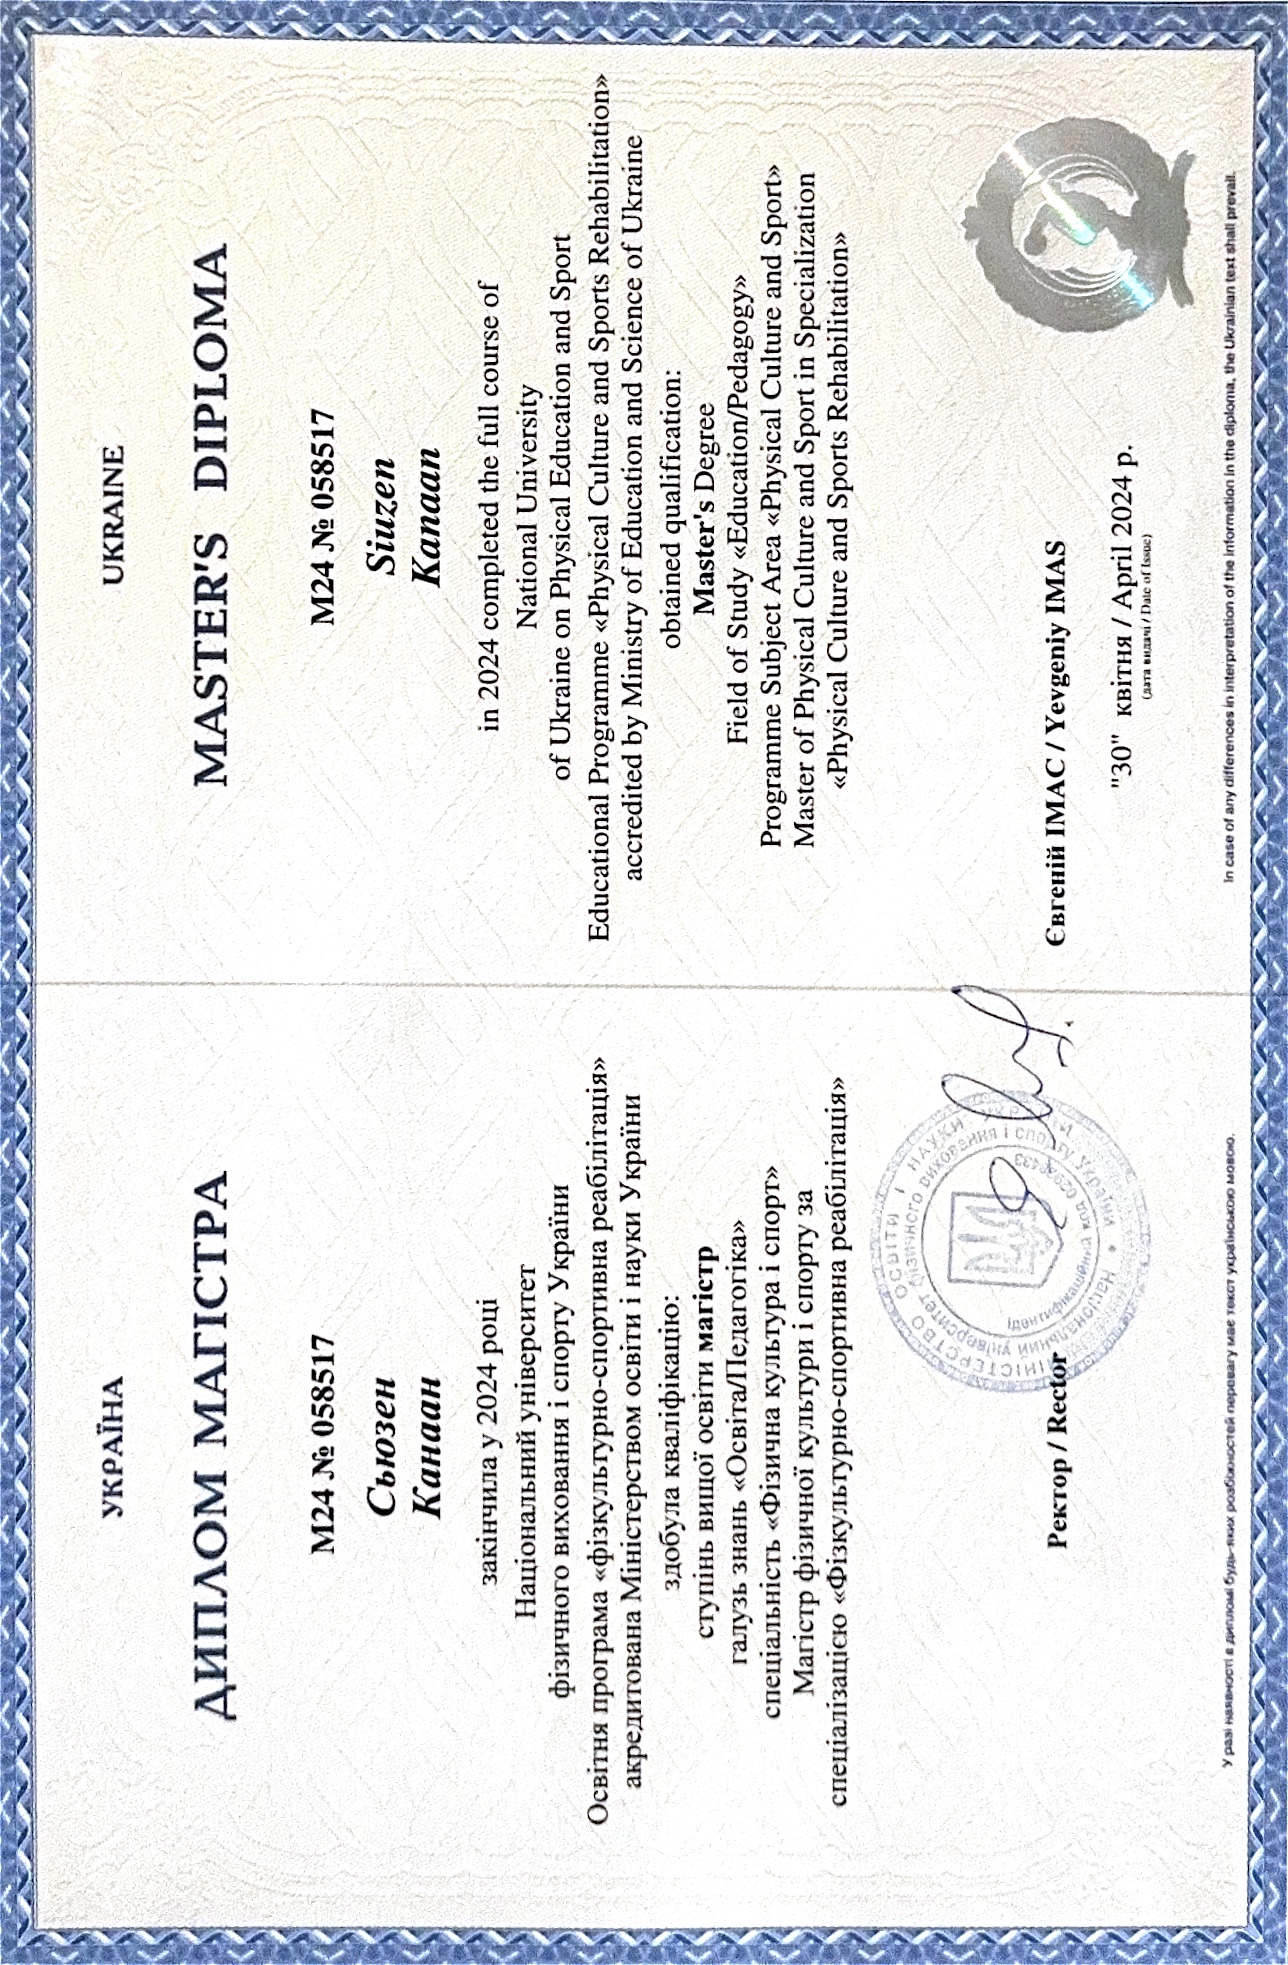 УКРАЇНА
ДИПЛОМ МАГІСТРА
М24 № 058517
Сьюзен
Канаан
закінчила у 2024 році
Національний університет
фізичного виховання і спорту України
Освітня програма «фізкультурно-спортивна реабілітація»
акредитована Міністерством освіти і науки України
здобула кваліфікацію:
ступінь вищої освіти магістр
галузь знань «Освіта/Педагогіка»
спеціальність «Фізична культура і спорт»
Магістр фізичної культури і спорту за
спеціалізацією «Фізкультурно-спортивна реабілітація»
МІНІСТЕРСТВО ОСВІТИ І НАУКИ
Національний університет фізичного виховання і спорту України
Ідентифікаційний код
Ректор / Rector
У разі наявності в дипломі будь-яких розбіжностей перевагу має текст українською мовою.
UKRAINE
MASTER'S DIPLOMA
M24 № 058517
Siuzen
Kanaan
in 2024 completed the full course of
National University
of Ukraine on Physical Education and Sport
Educational Programme «Physical Culture and Sports Rehabilitation»
accredited by Ministry of Education and Science of Ukraine
obtained qualification:
Master's Degree
Field of Study «Education/Pedagogy»
Programme Subject Area «Physical Culture and Sport»
Master of Physical Culture and Sport in Specialization
«Physical Culture and Sports Rehabilitation»
Євгеній ІМАС / Yevgeniy IMAS
"30" квітня / April 2024 р.
(дата видачі / Date of Issue)
In case of any differences in interpretation of the information in the diploma, the Ukrainian text shall prevail.